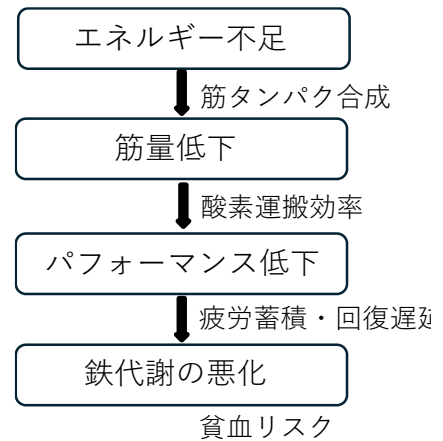 エネルギー不足
筋タンパク合成
筋量低下
酸素運搬効率
パフォーマンス低下
疲労蓄積・回復遅延
鉄代謝の悪化
貧血リスク